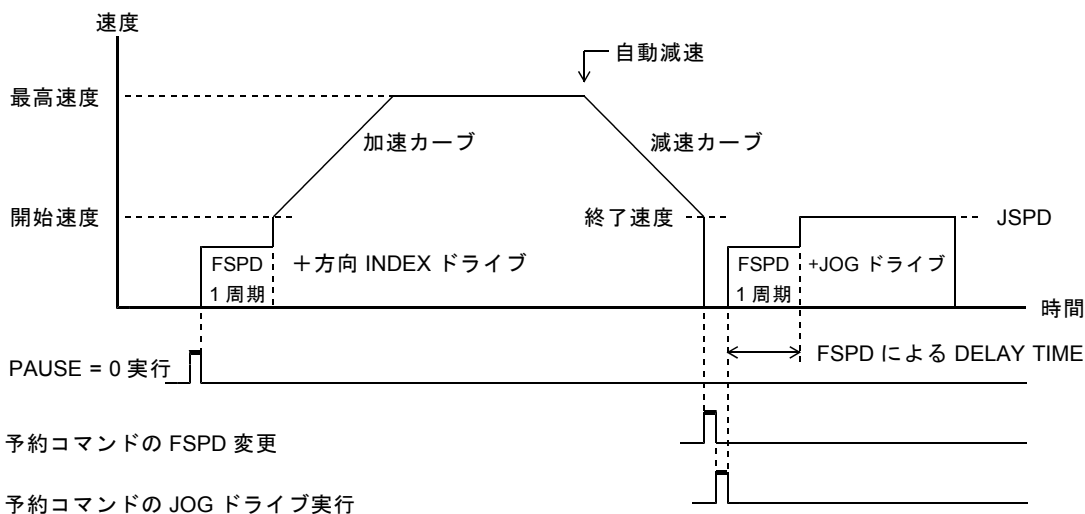 速度
自動減速
最高速度
加速カーブ
減速カーブ
開始速度
終了速度
JSPD
FSPD
1 周期
＋方向 INDEX ドライブ
FSPD
1 周期
+JOG ドライブ
時間
FSPD による DELAY TIME
PAUSE = 0 実行
予約コマンドの FSPD 変更
予約コマンドの JOG ドライブ実行